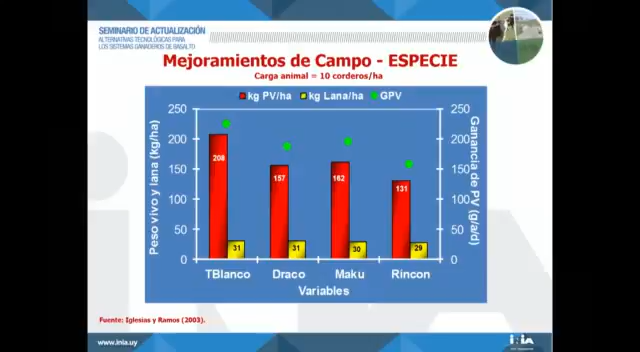 SEMINARIO DE ACTUALIZACIÓN
ALTERNATIVAS TECNOLÓGICAS PARA
LOS SISTEMAS GANADEROS DE BASALTO
Mejoramientos de Campo - ESPECIE
Carga animal = 10 corderos/ha
kg PV/ha kg Lana/ha GPV
Peso vivo y lana (kg/ha)
250
200
150
100
50
0
208
31
157
31
162
30
131
29
250
200
150
100
50
0
Ganancia de PV (g/a/d)
TBlanco Draco Maku Rincon
Variables
Fuente: Iglesias y Ramos (2003).
www.inia.uy
inia